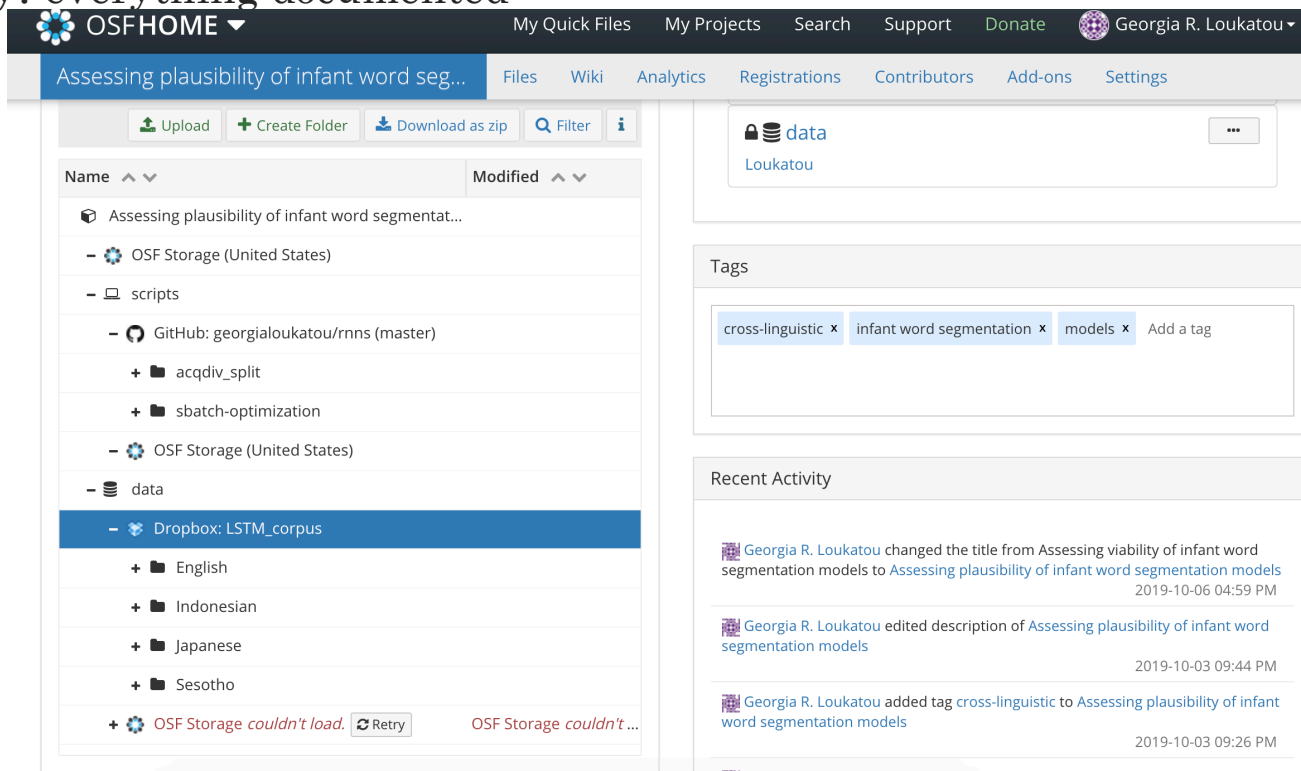 everything documented
OSFHOME
My Quick Files My Projects Search Support Donate Georgia R. Loukatou
Assessing plausibility of infant word seg... Files Wiki Analytics Registrations Contributors Add-ons Settings
Upload Create Folder Download as zip Filter i
Name Modified
Assessing plausibility of infant word segmentat...
OSF Storage (United States)
scripts
GitHub: georgialoukatou/rnns (master)
acqdiv_split
sbatch-optimization
OSF Storage (United States)
data
Dropbox: LSTM_corpus
English
Indonesian
Japanese
Sesotho
OSF Storage couldn't load. Retry OSF Storage couldn't ...
data
Loukatou
Tags
cross-linguistic x infant word segmentation x models x Add a tag
Recent Activity
Georgia R. Loukatou changed the title from Assessing viability of infant word
segmentation models to Assessing plausibility of infant word segmentation models
2019-10-06 04:59 PM
Georgia R. Loukatou edited description of Assessing plausibility of infant word
segmentation models
2019-10-03 09:44 PM
Georgia R. Loukatou added tag cross-linguistic to Assessing plausibility of infant
word segmentation models
2019-10-03 09:26 PM